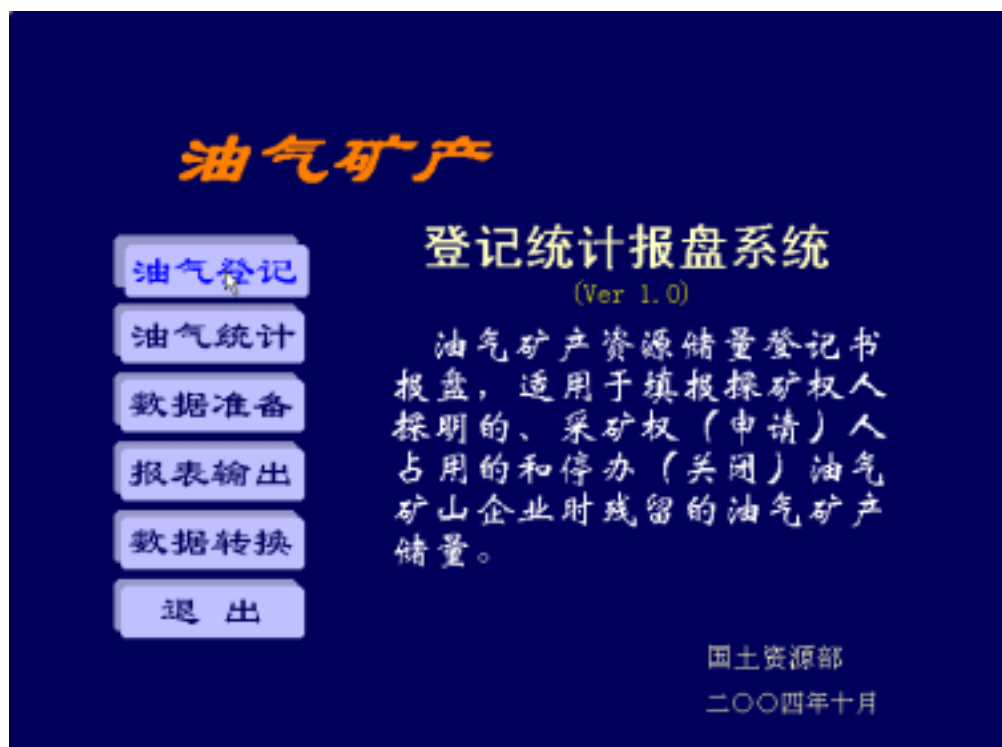 油气矿产
登记统计报盘系统
(Ver 1.0)
油气登记
油气统计
数据准备
报表输出
数据转换
退 出
油气矿产资源储量登记书
报盘，适用于填报探矿权人
探明的、采矿权（申请）人
占用的和停办（关闭）油气
矿山企业时残留的油气矿产
储量。
国土资源部
二〇〇四年十月